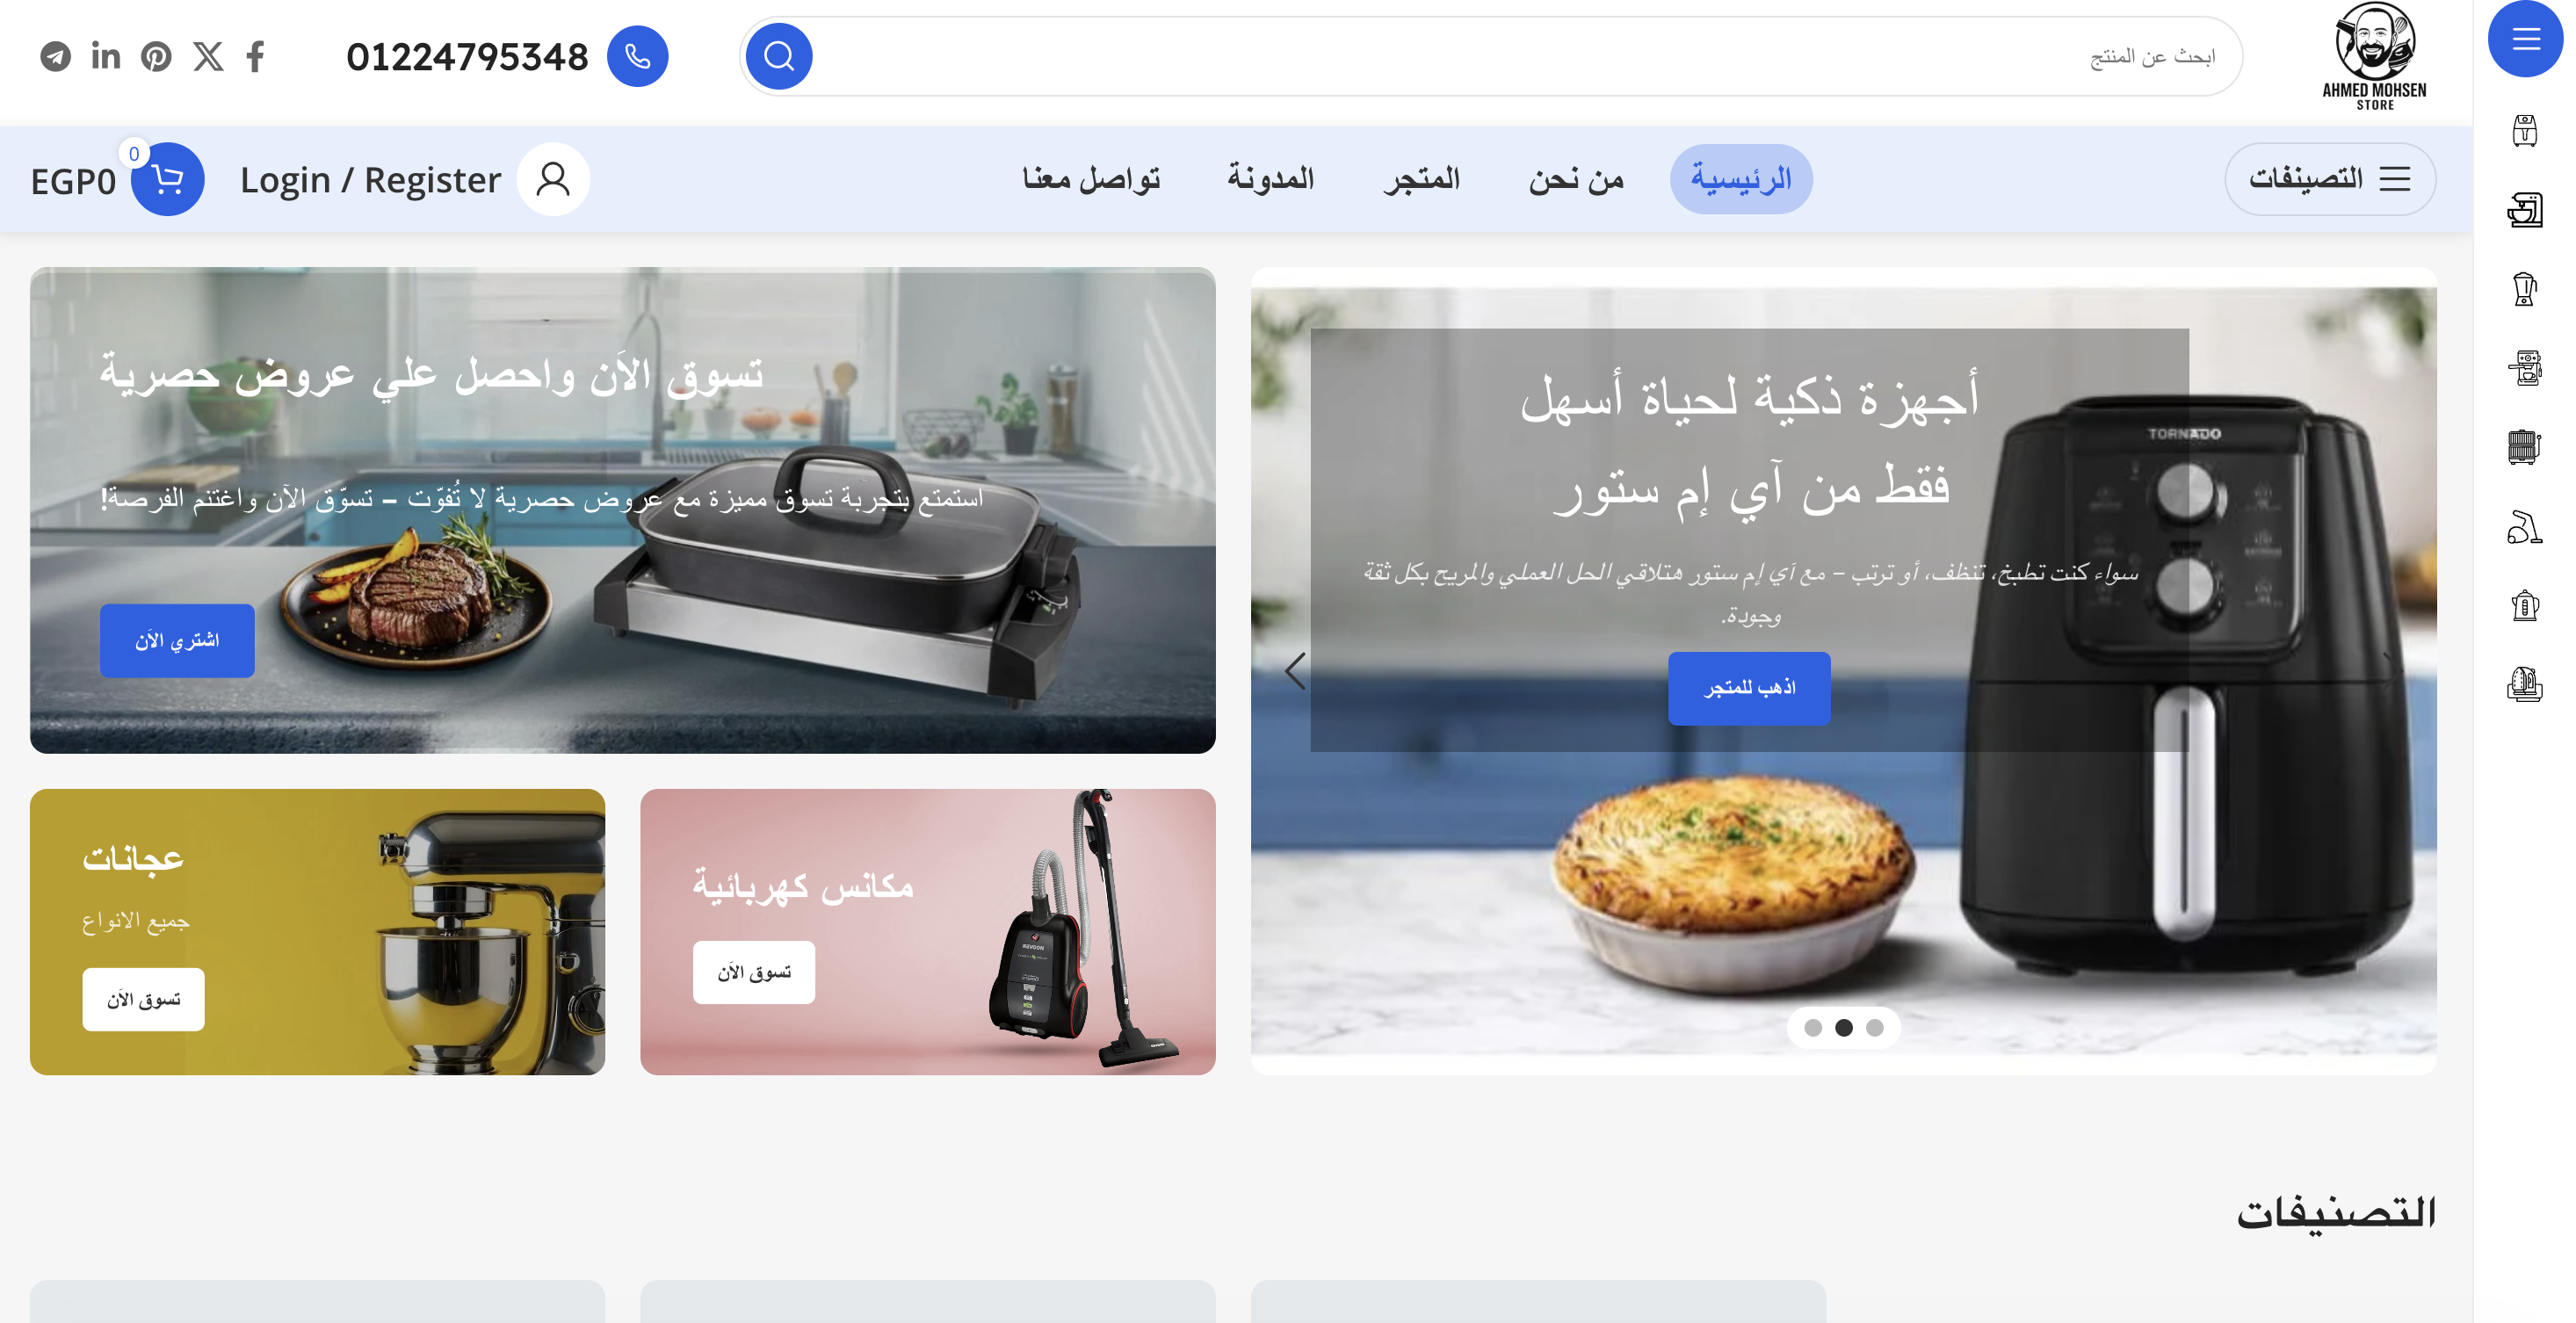 AHMED MOHSEN
STORE
ابحث عن المنتج
01224795348
التصينفات
الرئيسية
من نحن
المتجر
المدونة
تواصل معنا
Login / Register
0
EGP0
أجهزة ذكية لحياة أسهل
فقط من آي إم ستور
سواء كنت تطبخ، تنظف، أو ترتب – مع آي إم ستور هتلاقي الحل العملي والمريح بكل ثقة
وجودة.
اذهب للمتجر
TORNADO
تسوق الآن واحصل علي عروض حصرية
استمتع بتجربة تسوق مميزة مع عروض حصرية لا تُفوّت – تسوّق الآن واغتنم الفرصة!
اشتري الآن
مكانس كهربائية
تسوق الآن
عجانات
جميع الانواع
تسوق الآن
التصنيفات